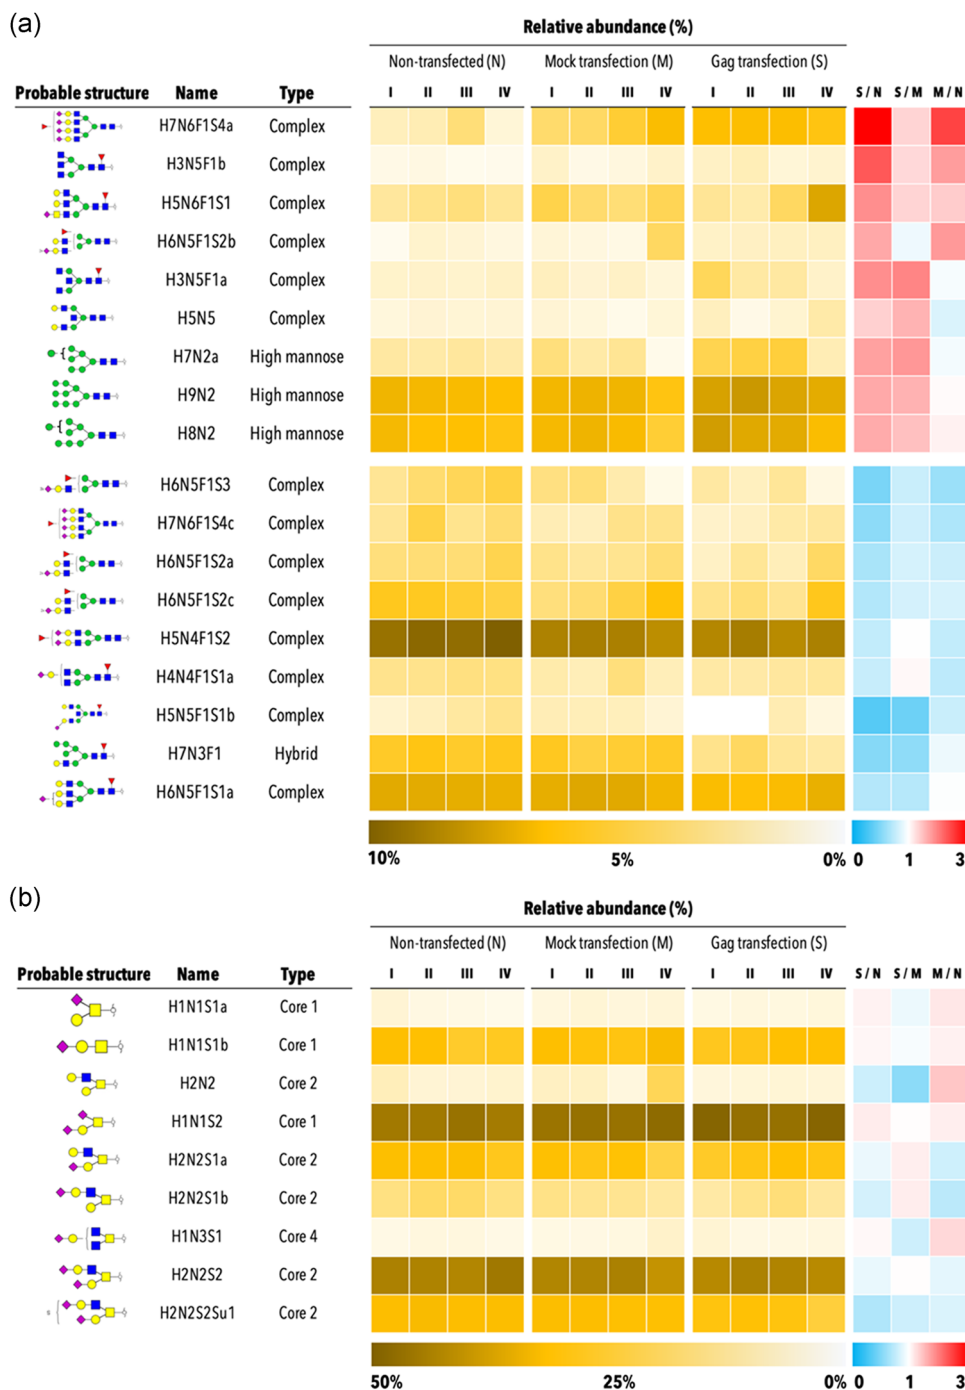 (a)
Relative abundance (%)
Non-transfected (N) Mock transfection (M) Gag transfection (S)
Probable structure Name Type I II III IV I II III IV I II III IV S / N S / M M / N
H7N6F1S4a Complex
H3N5F1b Complex
H5N6F1S1 Complex
H6N5F1S2b Complex
H3N5F1a Complex
H5N5 Complex
H7N2a High mannose
H9N2 High mannose
H8N2 High mannose
H6N5F1S3 Complex
H7N6F1S4c Complex
H6N5F1S2a Complex
H6N5F1S2c Complex
H5N4F1S2 Complex
H4N4F1S1a Complex
H5N5F1S1b Complex
H7N3F1 Hybrid
H6N5F1S1a Complex
10% 5% 0% 0 1 3
(b)
Relative abundance (%)
Non-transfected (N) Mock transfection (M) Gag transfection (S)
Probable structure Name Type I II III IV I II III IV I II III IV S / N S / M M / N
H1N1S1a Core 1
H1N1S1b Core 1
H2N2 Core 2
H1N1S2 Core 1
H2N2S1a Core 2
H2N2S1b Core 2
H1N3S1 Core 4
H2N2S2 Core 2
S H2N2S2Su1 Core 2
50% 25% 0% 0 1 3